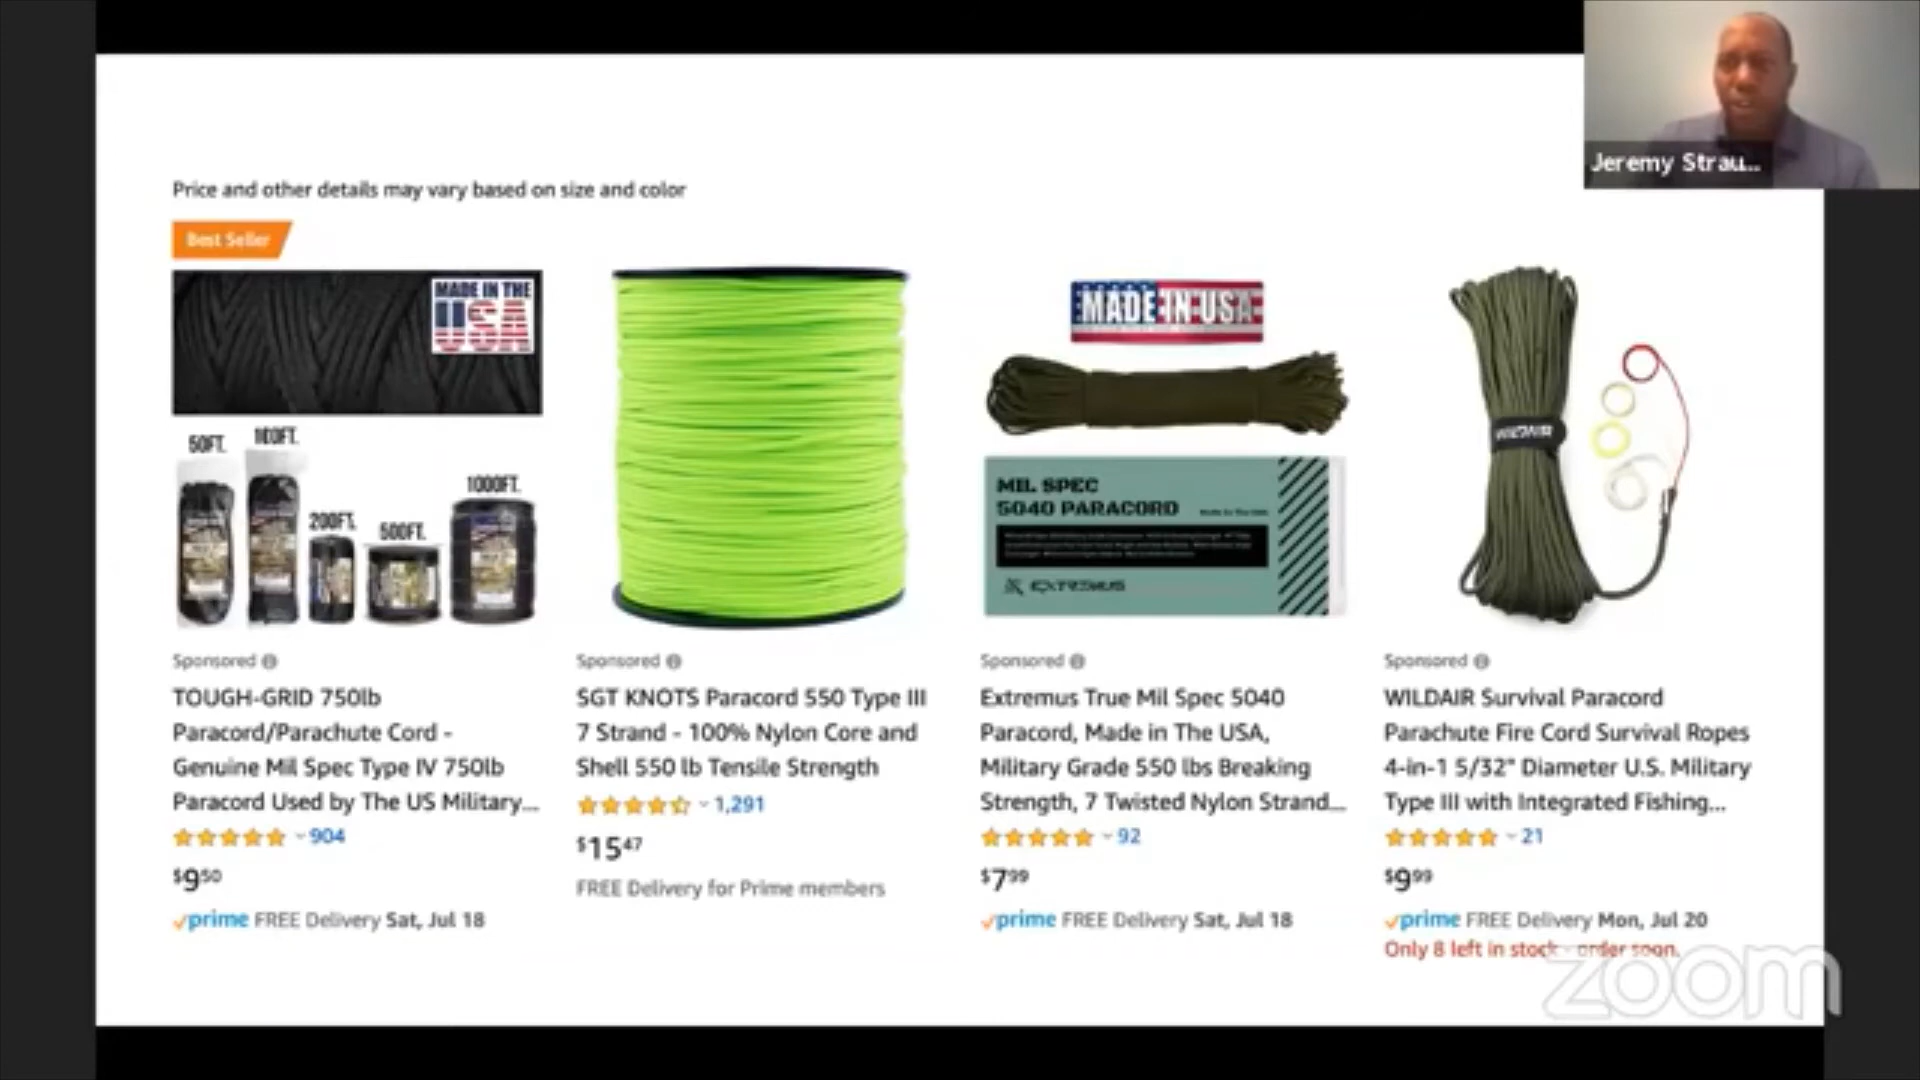 Jeremy Strau...
Price and other details may vary based on size and color
Best Seller
MADE IN THE
USA
50FT.
100FT.
200FT.
500FT.
1000FT.
MADE IN USA
MIL SPEC
5040 PARACORD
Made In The USA
EXTREMUS
WILDAIR
Sponsored
TOUGH-GRID 750lb
Paracord/Parachute Cord -
Genuine Mil Spec Type IV 750lb
Paracord Used by The US Military...
904
$9.50
prime FREE Delivery Sat, Jul 18
Sponsored
SGT KNOTS Paracord 550 Type III
7 Strand - 100% Nylon Core and
Shell 550 lb Tensile Strength
1,291
$15.47
FREE Delivery for Prime members
Sponsored
Extremus True Mil Spec 5040
Paracord, Made in The USA,
Military Grade 550 lbs Breaking
Strength, 7 Twisted Nylon Strand...
92
$7.99
prime FREE Delivery Sat, Jul 18
Sponsored
WILDAIR Survival Paracord
Parachute Fire Cord Survival Ropes
4-in-1 5/32" Diameter U.S. Military
Type III with Integrated Fishing...
21
$9.99
prime FREE Delivery Mon, Jul 20
Only 8 left in stock - order soon.
zoom